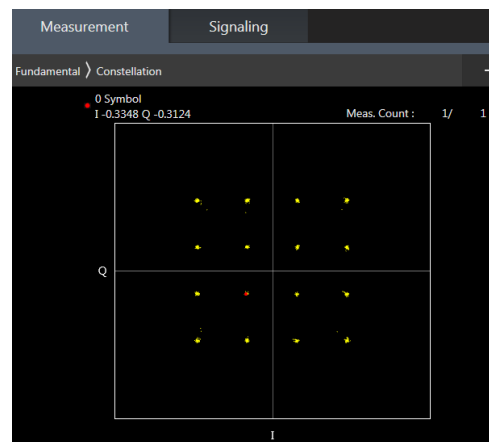 Measurement Signaling
Fundamental 〉 Constellation
0 Symbol
I -0.3348 Q -0.3124 Meas. Count : 1/ 1
Q
I